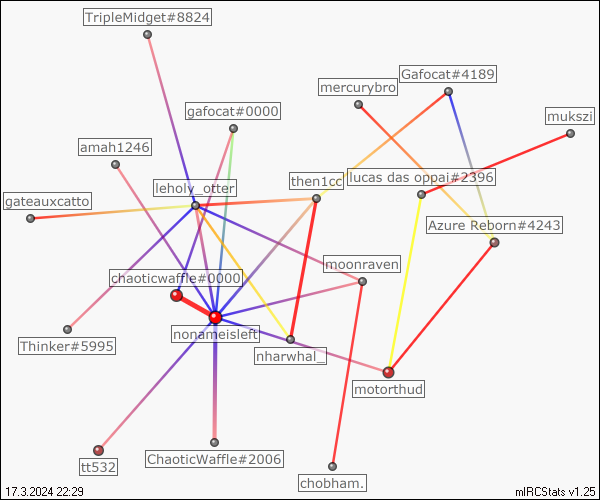 TripleMidget#8824
Gafocat#4189
mercurybro
gafocat#0000
mukszi
amah1246
lucas das oppai#2396
then1cc
leholy_otter
gateauxcatto
Azure Reborn#4243
moonraven
chaoticwaffle#0000
nonameisleft
Thinker#5995
nharwhal_
motorthud
ChaoticWaffle#2006
tt532
chobham.
17.3.2024 22:29
mIRCStats v1.25